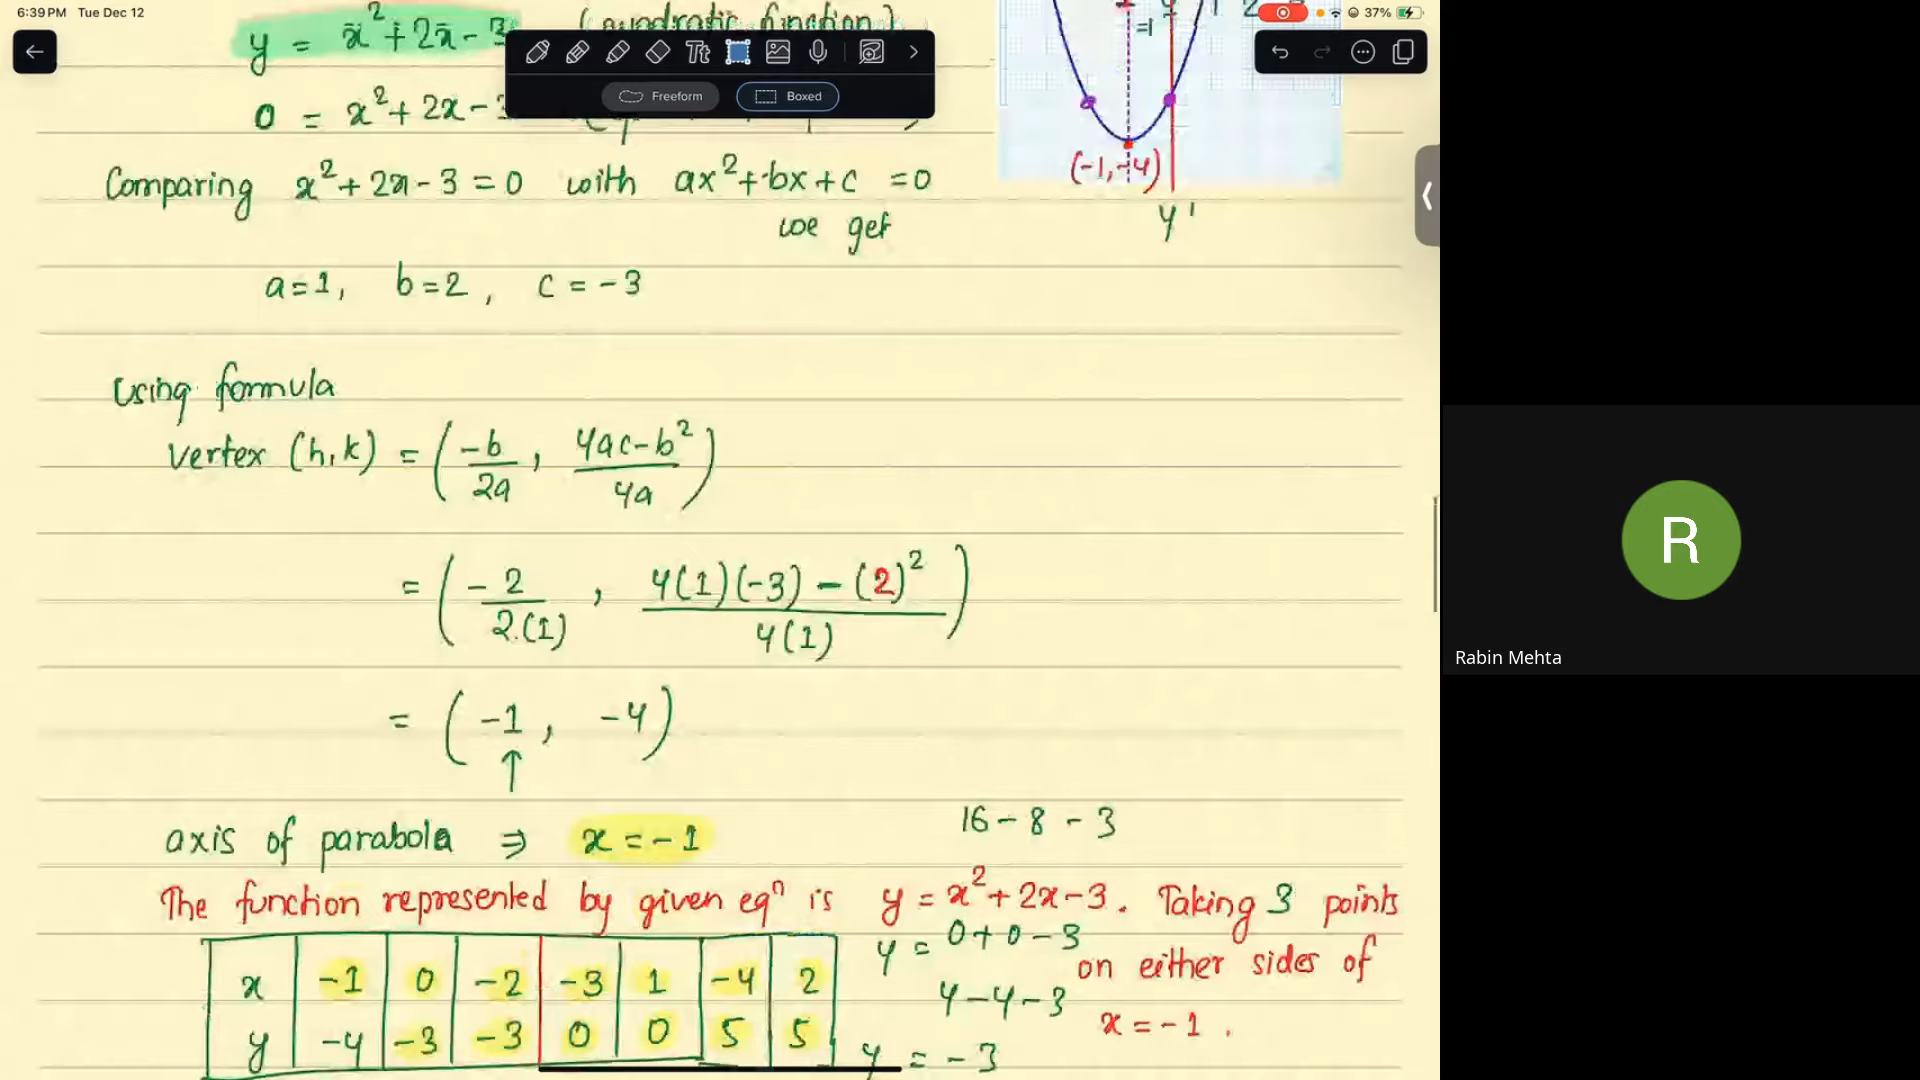 6:39 PM Tue Dec 12
37%
y = x² + 2x - 3 (quadratic function)
0 = x² + 2x - 3
Freeform
Boxed
=1
(-1, -4)
y'
Comparing x² + 2x - 3 = 0 with ax² + bx + c = 0
we get
a = 1, b = 2, c = -3
Using formula
vertex (h, k) = (-b/2a, 4ac-b²/4a)
= (-2/2.(1), 4(1)(-3) - (2)²/4(1))
= (-1, -4)
↑
axis of parabola ⇒ x = -1
16 - 8 - 3
The function represented by given eqⁿ is y = x² + 2x - 3. Taking 3 points
on either sides of
x = -1.
y = 0 + 0 - 3
4 - 4 - 3
y = -3
x -1 0 -2 -3 1 -4 2
y -4 -3 -3 0 0 5 5
R
Rabin Mehta